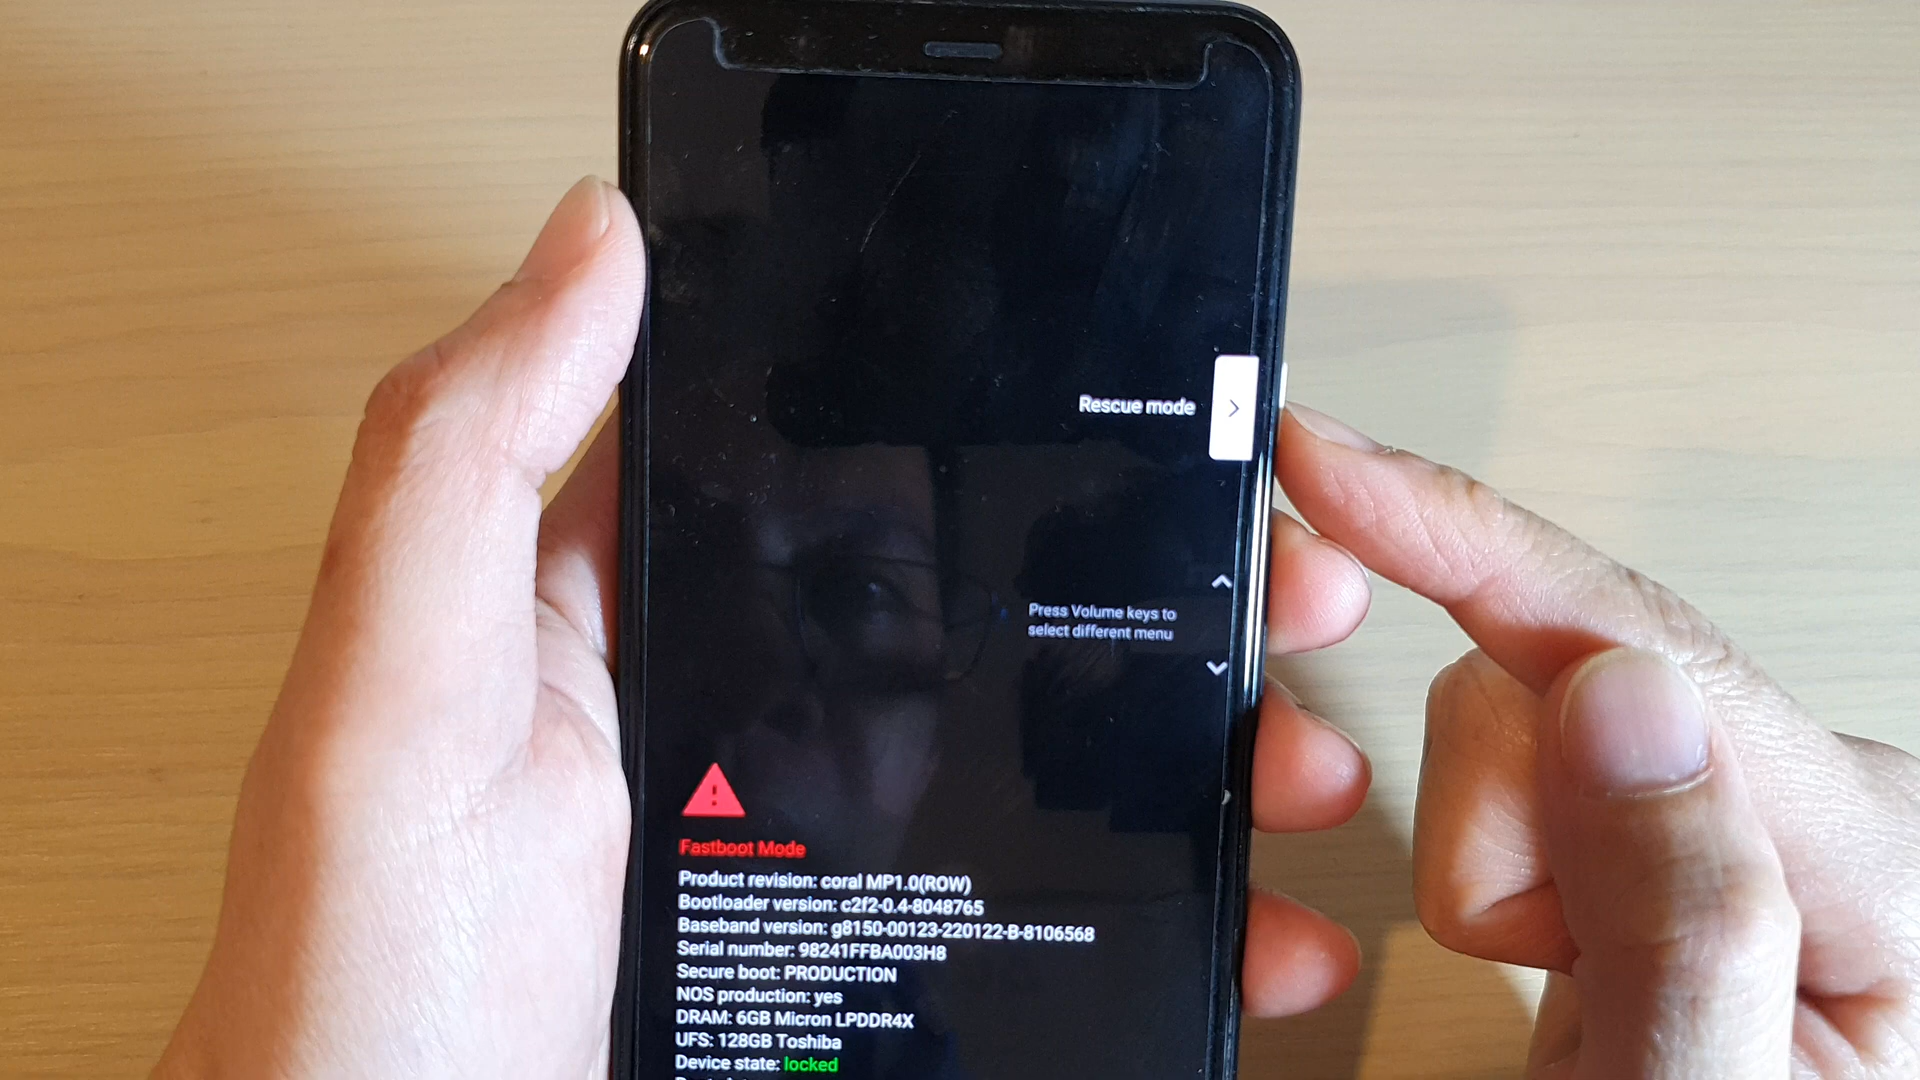 Rescue mode
Press Volume keys to
select different menu
Fastboot Mode
Product revision: coral MP1.0(ROW)
Bootloader version: c2f2-0.4-8048765
Baseband version: g8150-00123-220122-B-8106568
Serial number: 98241FFBA003H8
Secure boot: PRODUCTION
NOS production: yes
DRAM: 6GB Micron LPDDR4X
UFS: 128GB Toshiba
Device state: locked